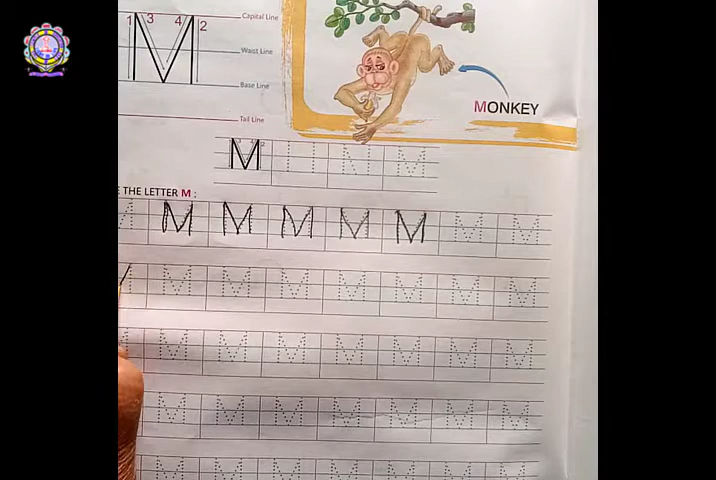 1 3 4 2
M
Capital Line
Waist Line
Base Line
Tail Line
MONKEY
M M M M
E THE LETTER M :
M M M M M M M M
M M M M M M M
M M M M M M M
M M M M M M M
M M M M M M M